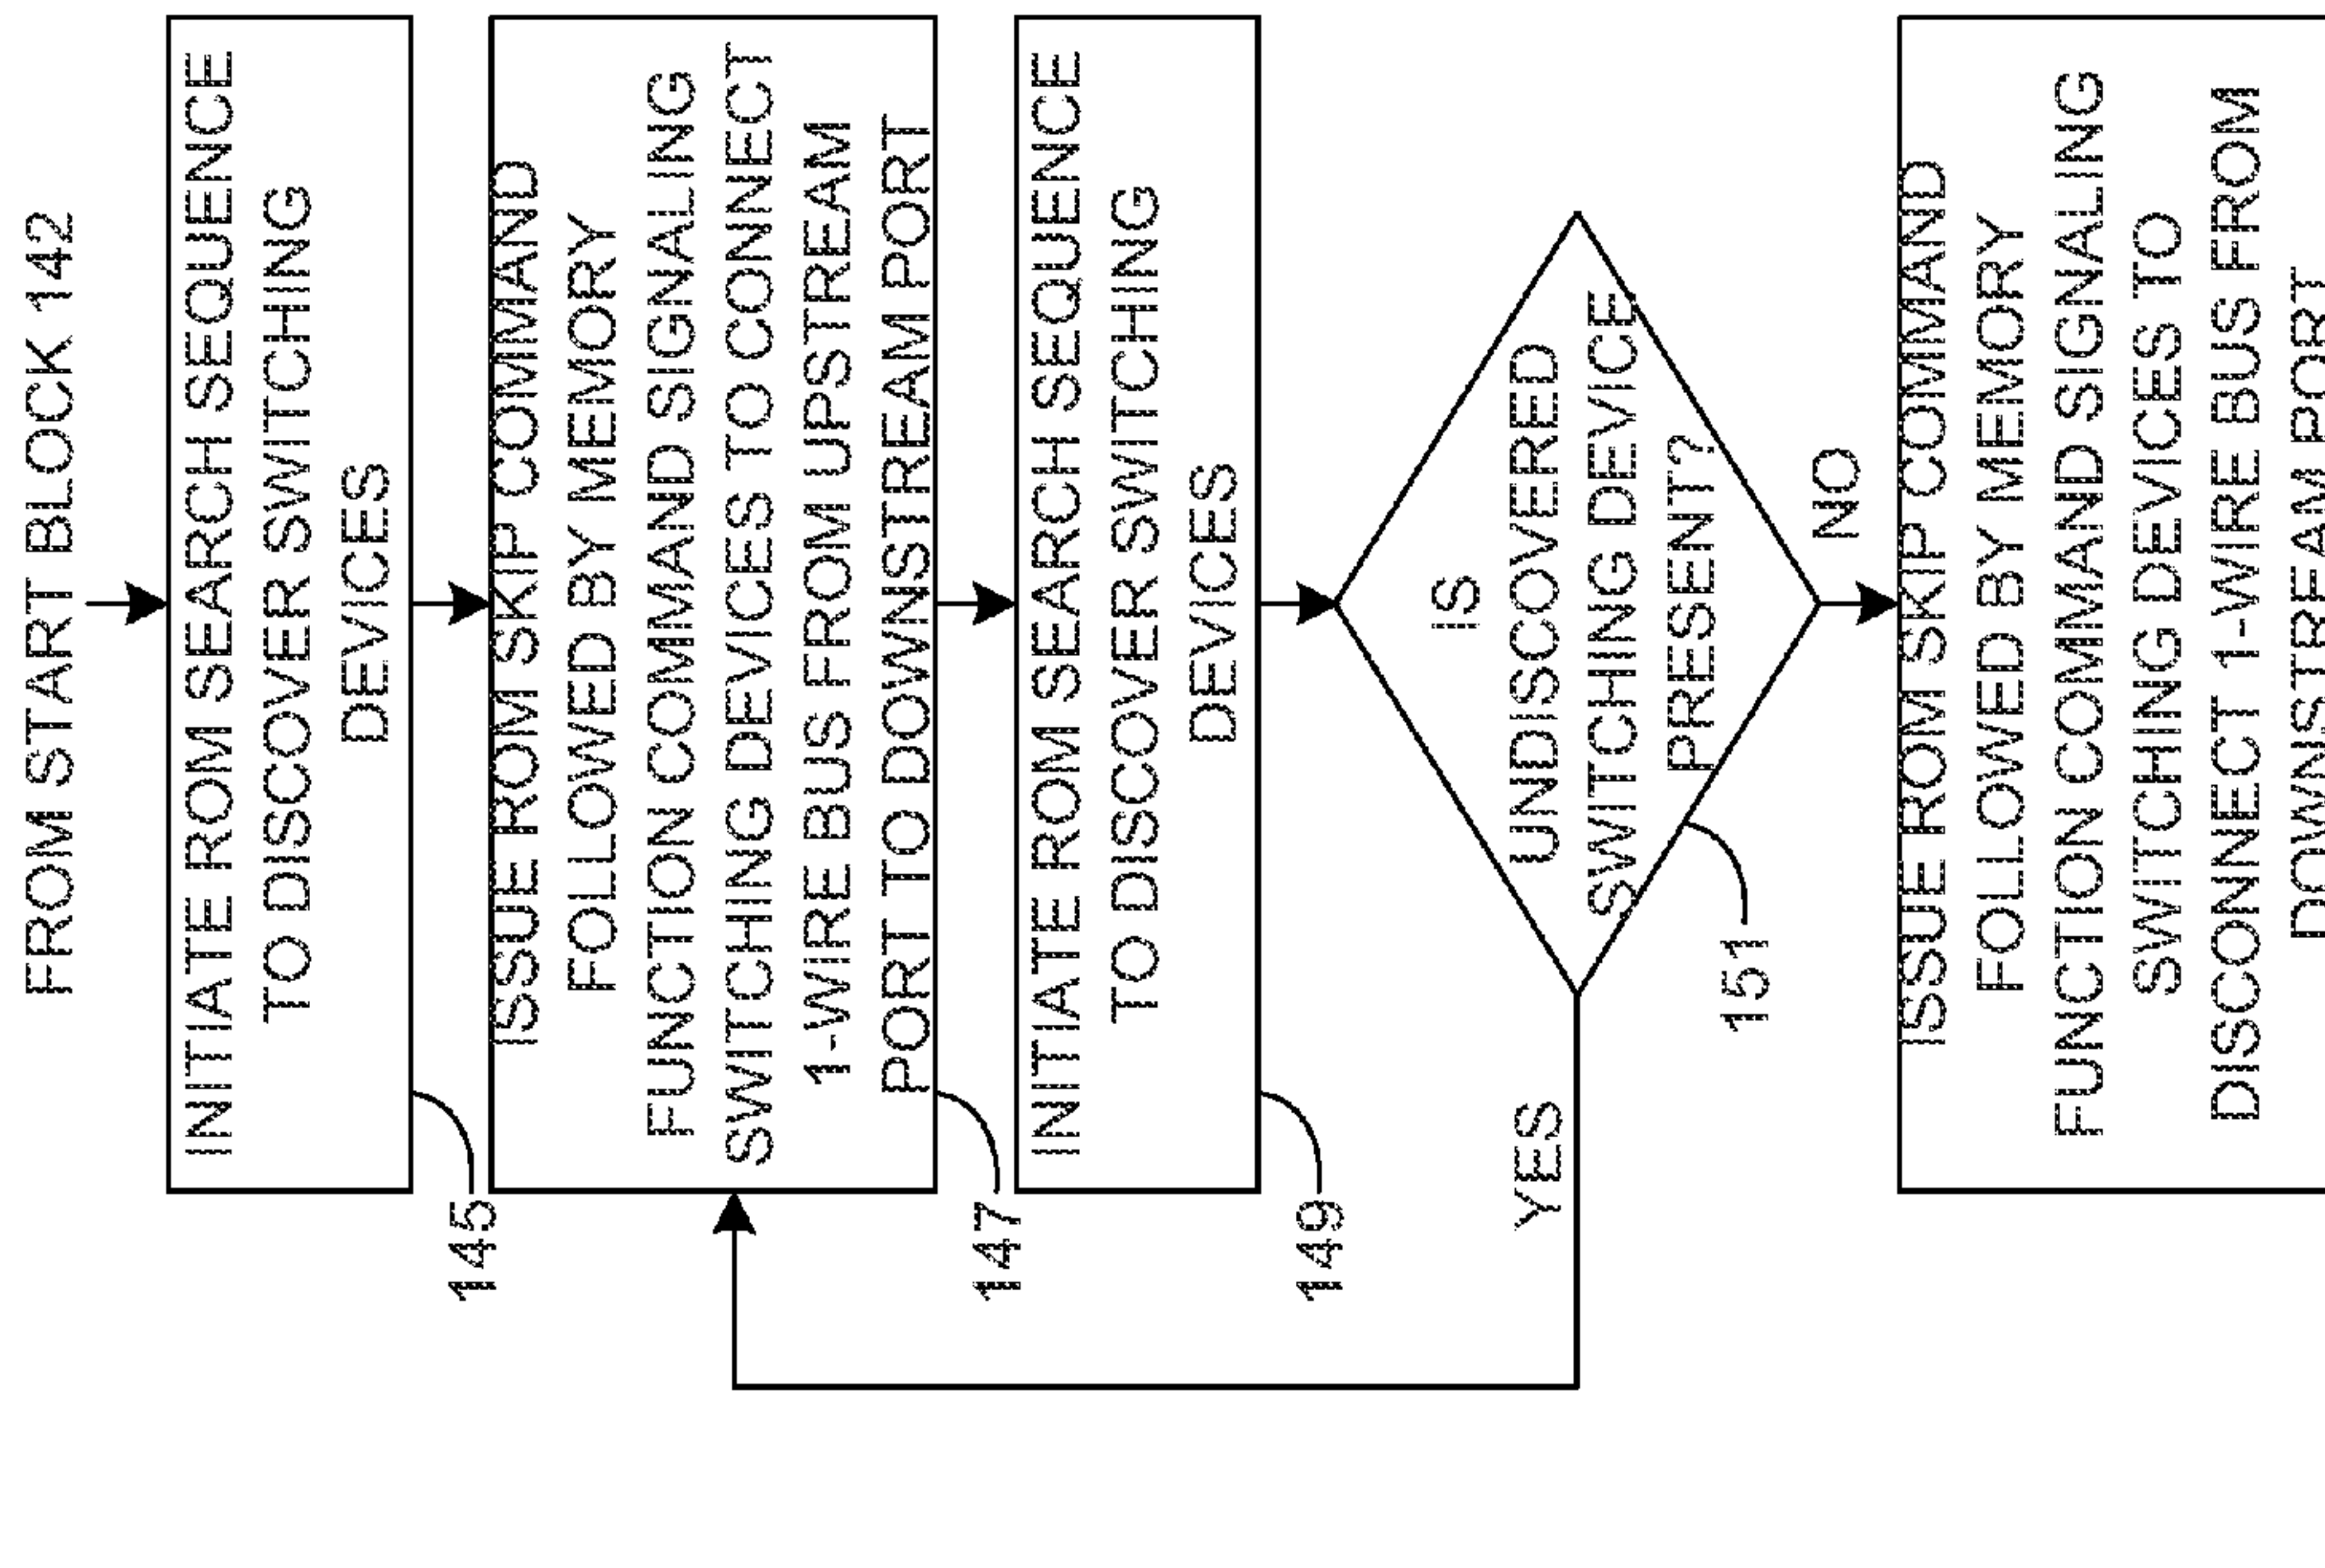 FROM START BLOCK 142
INITIATE ROM SEARCH SEQUENCE
TO DISCOVER SWITCHING
DEVICES
145
ISSUE ROM SKIP COMMAND
FOLLOWED BY MEMORY
FUNCTION COMMAND SIGNALING
SWITCHING DEVICES TO CONNECT
1-WIRE BUS FROM UPSTREAM
PORT TO DOWNSTREAM PORT
147
INITIATE ROM SEARCH SEQUENCE
TO DISCOVER SWITCHING
DEVICES
149
IS
UNDISCOVERED
SWITCHING DEVICE
PRESENT?
151
YES
NO
ISSUE ROM SKIP COMMAND
FOLLOWED BY MEMORY
FUNCTION COMMAND SIGNALING
SWITCHING DEVICES TO
DISCONNECT 1-WIRE BUS FROM
DOWNSTREAM PORT